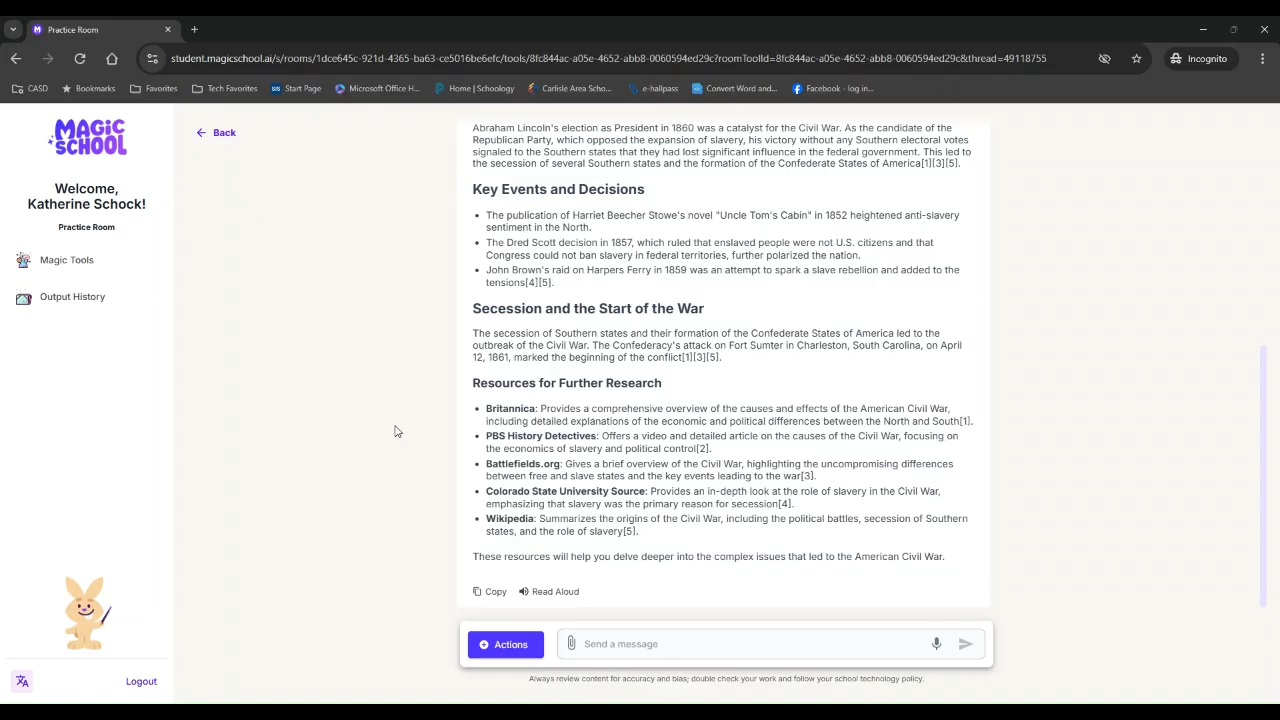 Practice Room
student.magicschool.ai/s/rooms/1dce645c-921d-4365-ba63-ce5016be6efc/tools/8fc844ac-a05e-4652-abb8-0060594ed29c?roomToolId=8fc844ac-a05e-4652-abb8-0060594ed29c&thread=49118755
Incognito
CASD
Bookmarks
Favorites
Tech Favorites
SIS Start Page
Microsoft Office H...
Home | Schoology
Carlisle Area Scho...
e-hallpass
Convert Word and...
Facebook - log in...
MAGIC
SCHOOL
Back
Welcome,
Katherine Schock!
Practice Room
Magic Tools
Output History
Abraham Lincoln's election as President in 1860 was a catalyst for the Civil War. As the candidate of the
Republican Party, which opposed the expansion of slavery, his victory without any Southern electoral votes
signaled to the Southern states that they had lost significant influence in the federal government. This led to
the secession of several Southern states and the formation of the Confederate States of America[1][3][5].
Key Events and Decisions
• The publication of Harriet Beecher Stowe's novel "Uncle Tom's Cabin" in 1852 heightened anti-slavery
sentiment in the North.
• The Dred Scott decision in 1857, which ruled that enslaved people were not U.S. citizens and that
Congress could not ban slavery in federal territories, further polarized the nation.
• John Brown's raid on Harpers Ferry in 1859 was an attempt to spark a slave rebellion and added to the
tensions[4][5].
Secession and the Start of the War
The secession of Southern states and their formation of the Confederate States of America led to the
outbreak of the Civil War. The Confederacy's attack on Fort Sumter in Charleston, South Carolina, on April
12, 1861, marked the beginning of the conflict[1][3][5].
Resources for Further Research
• Britannica: Provides a comprehensive overview of the causes and effects of the American Civil War,
including detailed explanations of the economic and political differences between the North and South[1].
• PBS History Detectives: Offers a video and detailed article on the causes of the Civil War, focusing on
the economics of slavery and political control[2].
• Battlefields.org: Gives a brief overview of the Civil War, highlighting the uncompromising differences
between free and slave states and the key events leading to the war[3].
• Colorado State University Source: Provides an in-depth look at the role of slavery in the Civil War,
emphasizing that slavery was the primary reason for secession[4].
• Wikipedia: Summarizes the origins of the Civil War, including the political battles, secession of Southern
states, and the role of slavery[5].
These resources will help you delve deeper into the complex issues that led to the American Civil War.
Copy
Read Aloud
Actions
Send a message
Always review content for accuracy and bias; double check your work and follow your school technology policy.
Logout